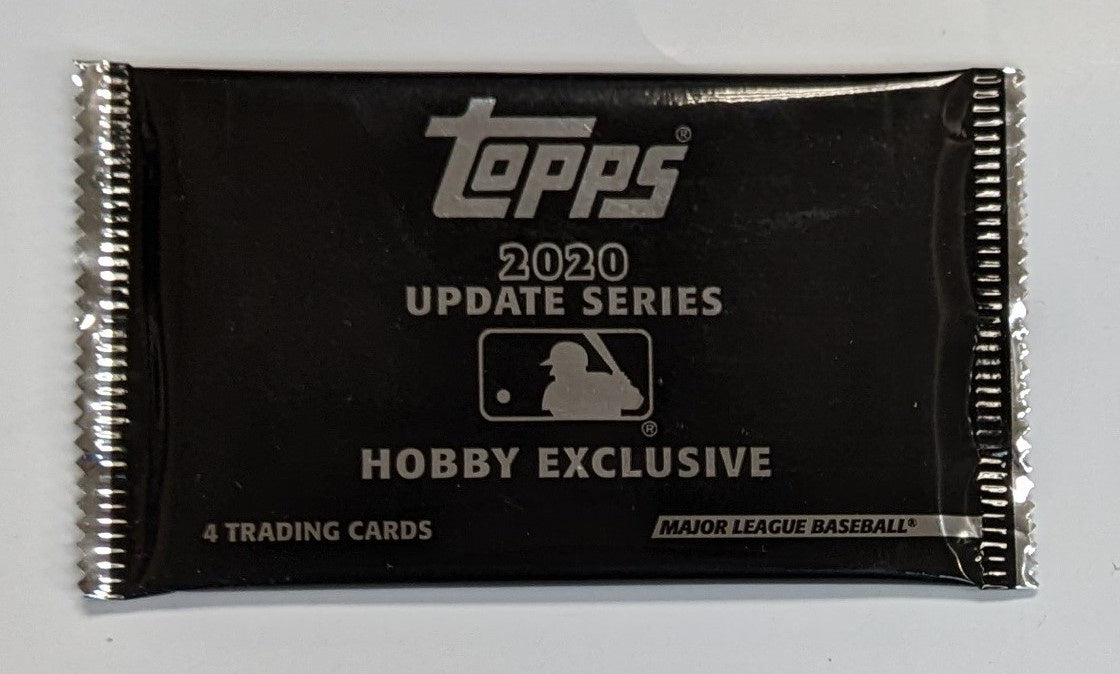 Topps®
2020
UPDATE SERIES
®
HOBBY EXCLUSIVE
4 TRADING CARDS
MAJOR LEAGUE BASEBALL®